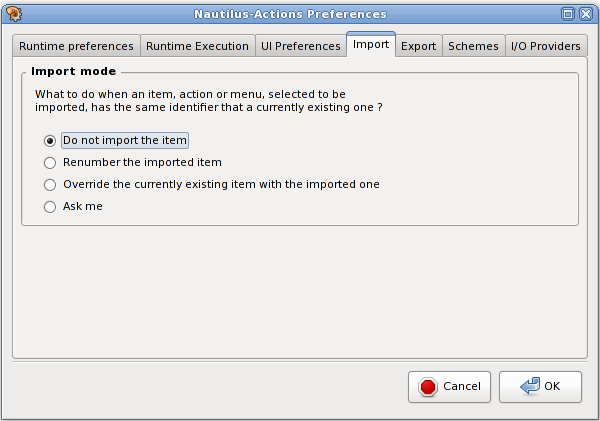 Nautilus-Actions Preferences
Runtime preferences Runtime Execution UI Preferences Import Export Schemes I/O Providers
Import mode
What to do when an item, action or menu, selected to be
imported, has the same identifier that a currently existing one ?
Do not import the item
Renumber the imported item
Override the currently existing item with the imported one
Ask me
Cancel OK